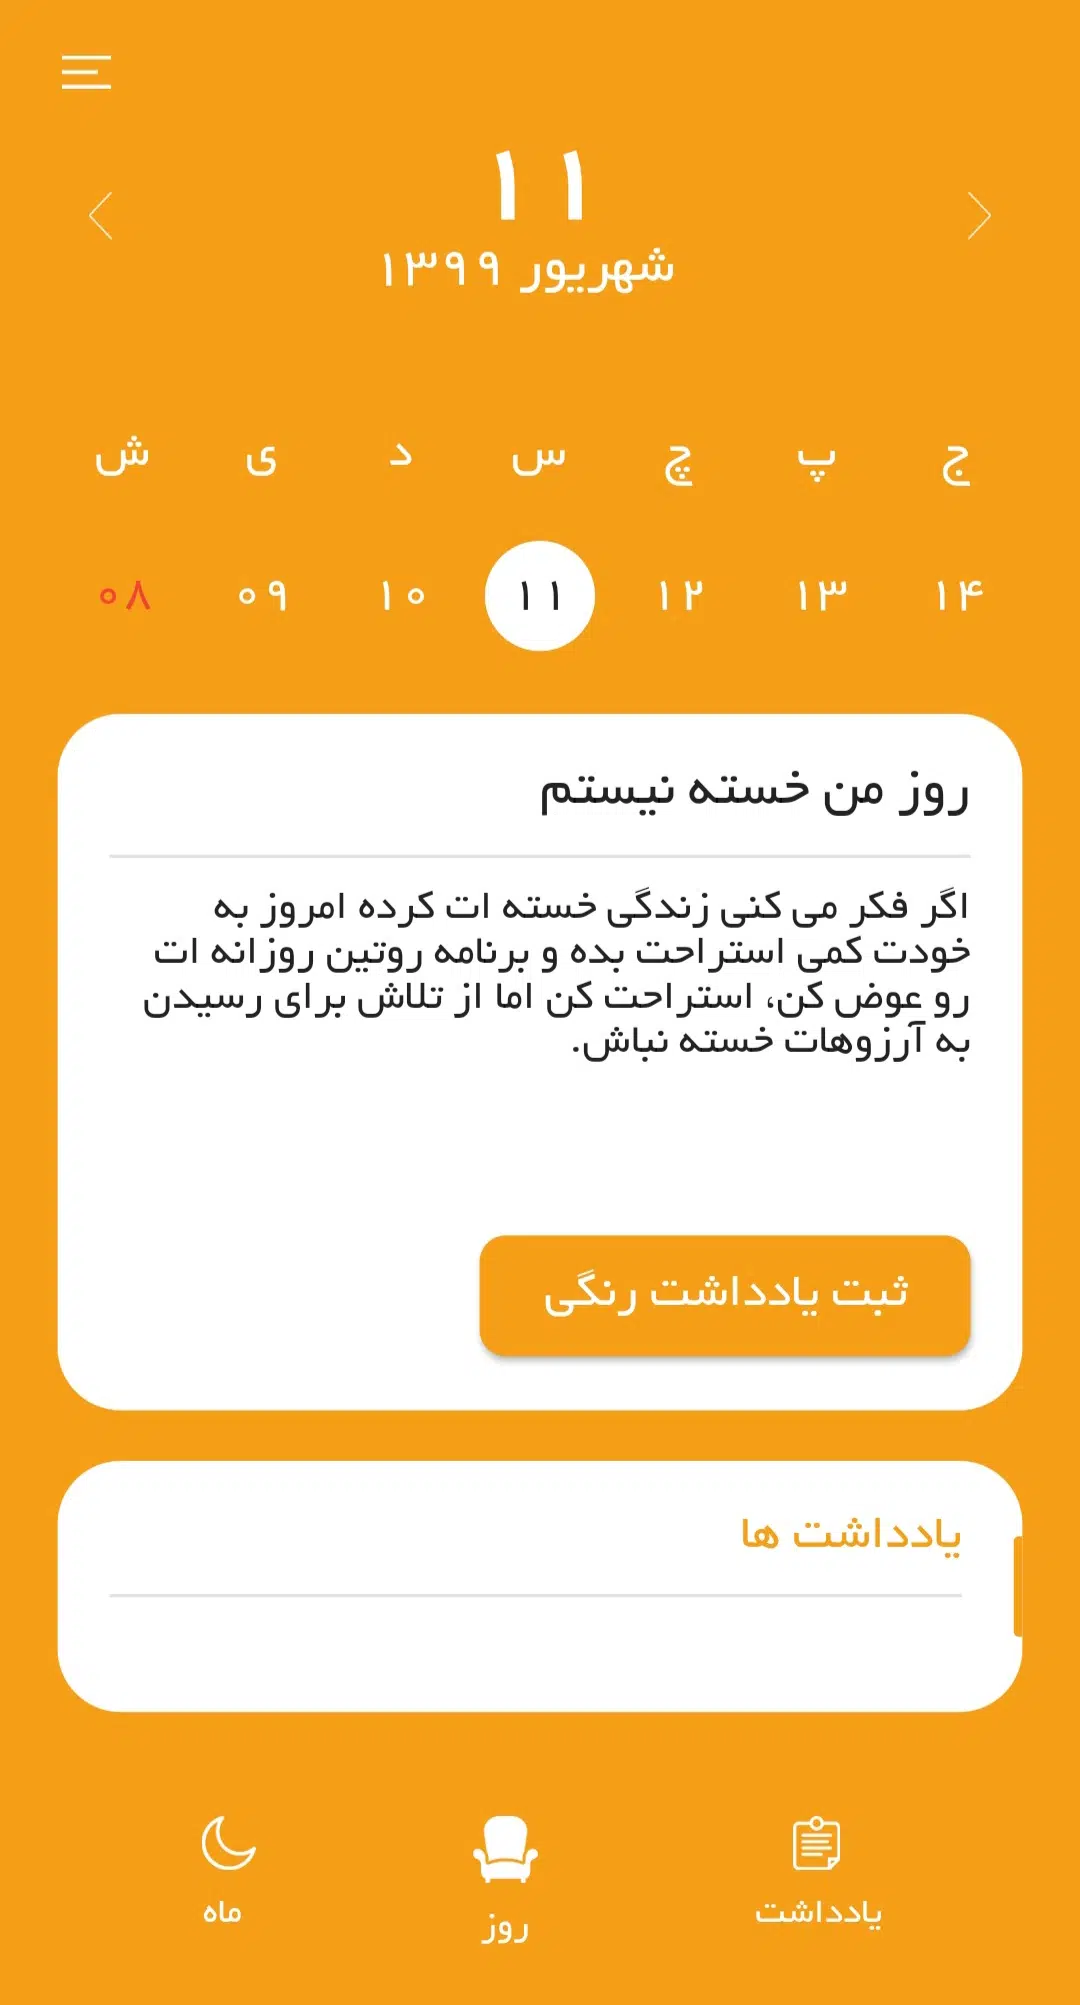 ۱۱
شهریور ۱۳۹۹
ش ی د س چ پ ج
۰۸ ۰۹ ۱۰ ۱۱ ۱۲ ۱۳ ۱۴
روز من خسته نیستم
اگر فکر می کنی زندگی خسته ات کرده امروز به
خودت کمی استراحت بده و برنامه روتین روزانه ات
رو عوض کن، استراحت کن اما از تلاش برای رسیدن
به آرزوهات خسته نباش.
ثبت یادداشت رنگی
یادداشت ها
یادداشت
روز
ماه